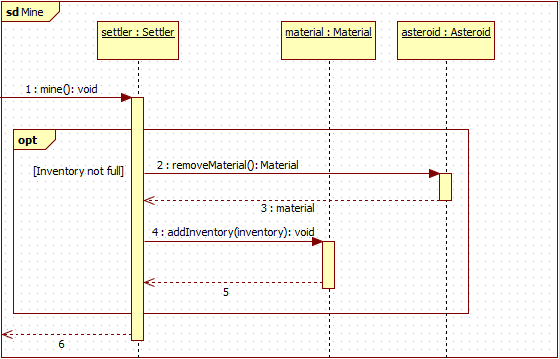 sd Mine
settler : Settler
material : Material
asteroid : Asteroid
1 : mine(): void
opt
[Inventory not full]
2 : removeMaterial(): Material
3 : material
4 : addInventory(inventory): void
5
6